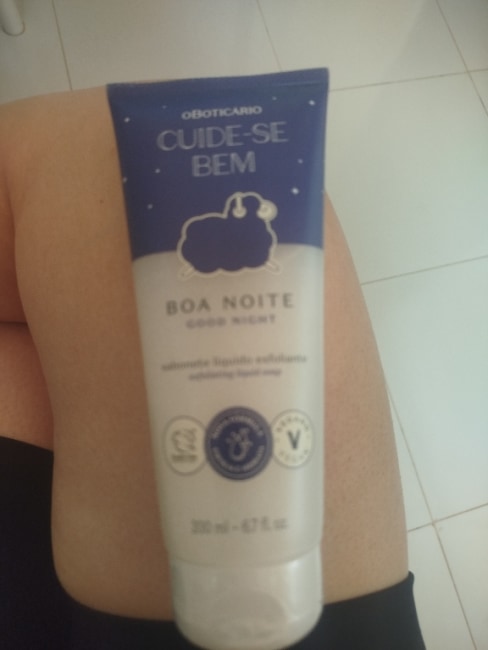 oBOTICÁRIO
CUIDE-SE
BEM
BOA NOITE
GOOD NIGHT
sabonete líquido esfoliante
exfoliating liquid soap
200 ml - 6.7 fl. oz.